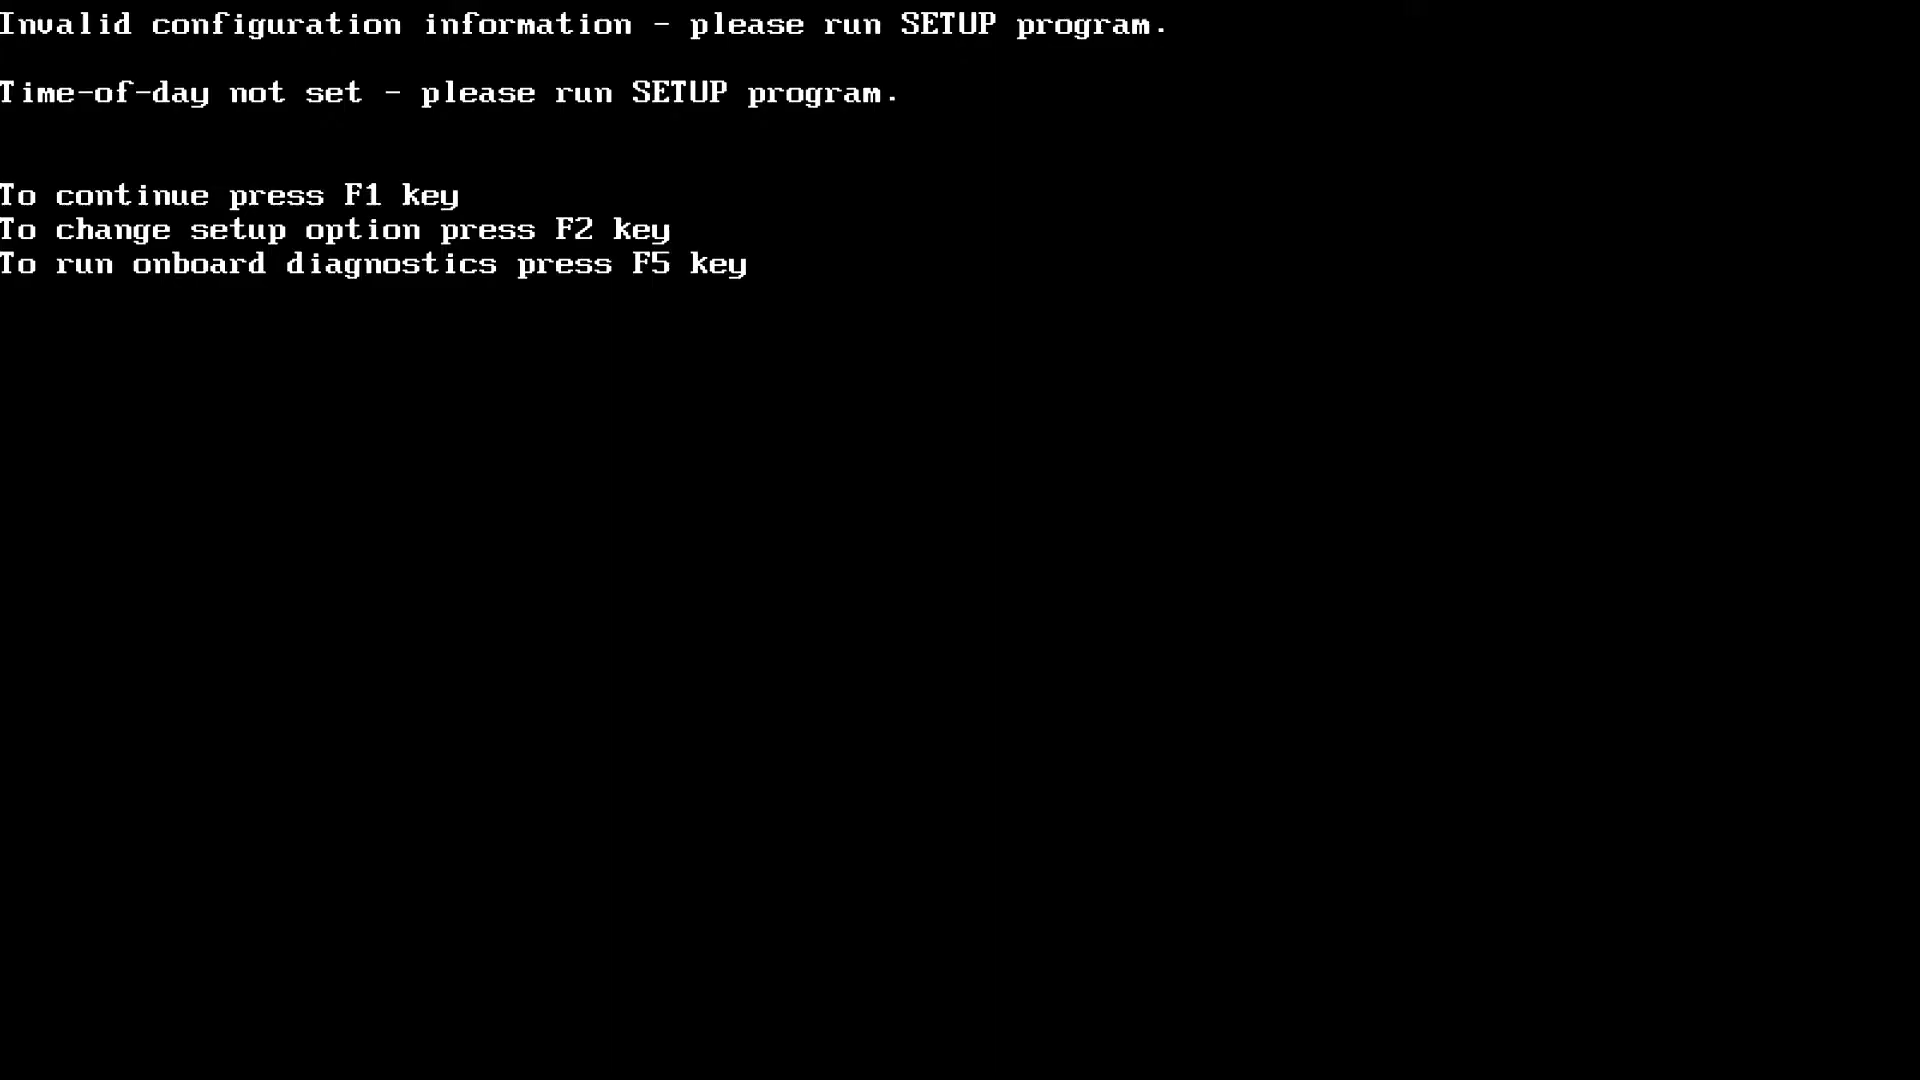 Invalid configuration information - please run SETUP program.
Time-of-day not set - please run SETUP program.
To continue press F1 key
To change setup option press F2 key
To run onboard diagnostics press F5 key